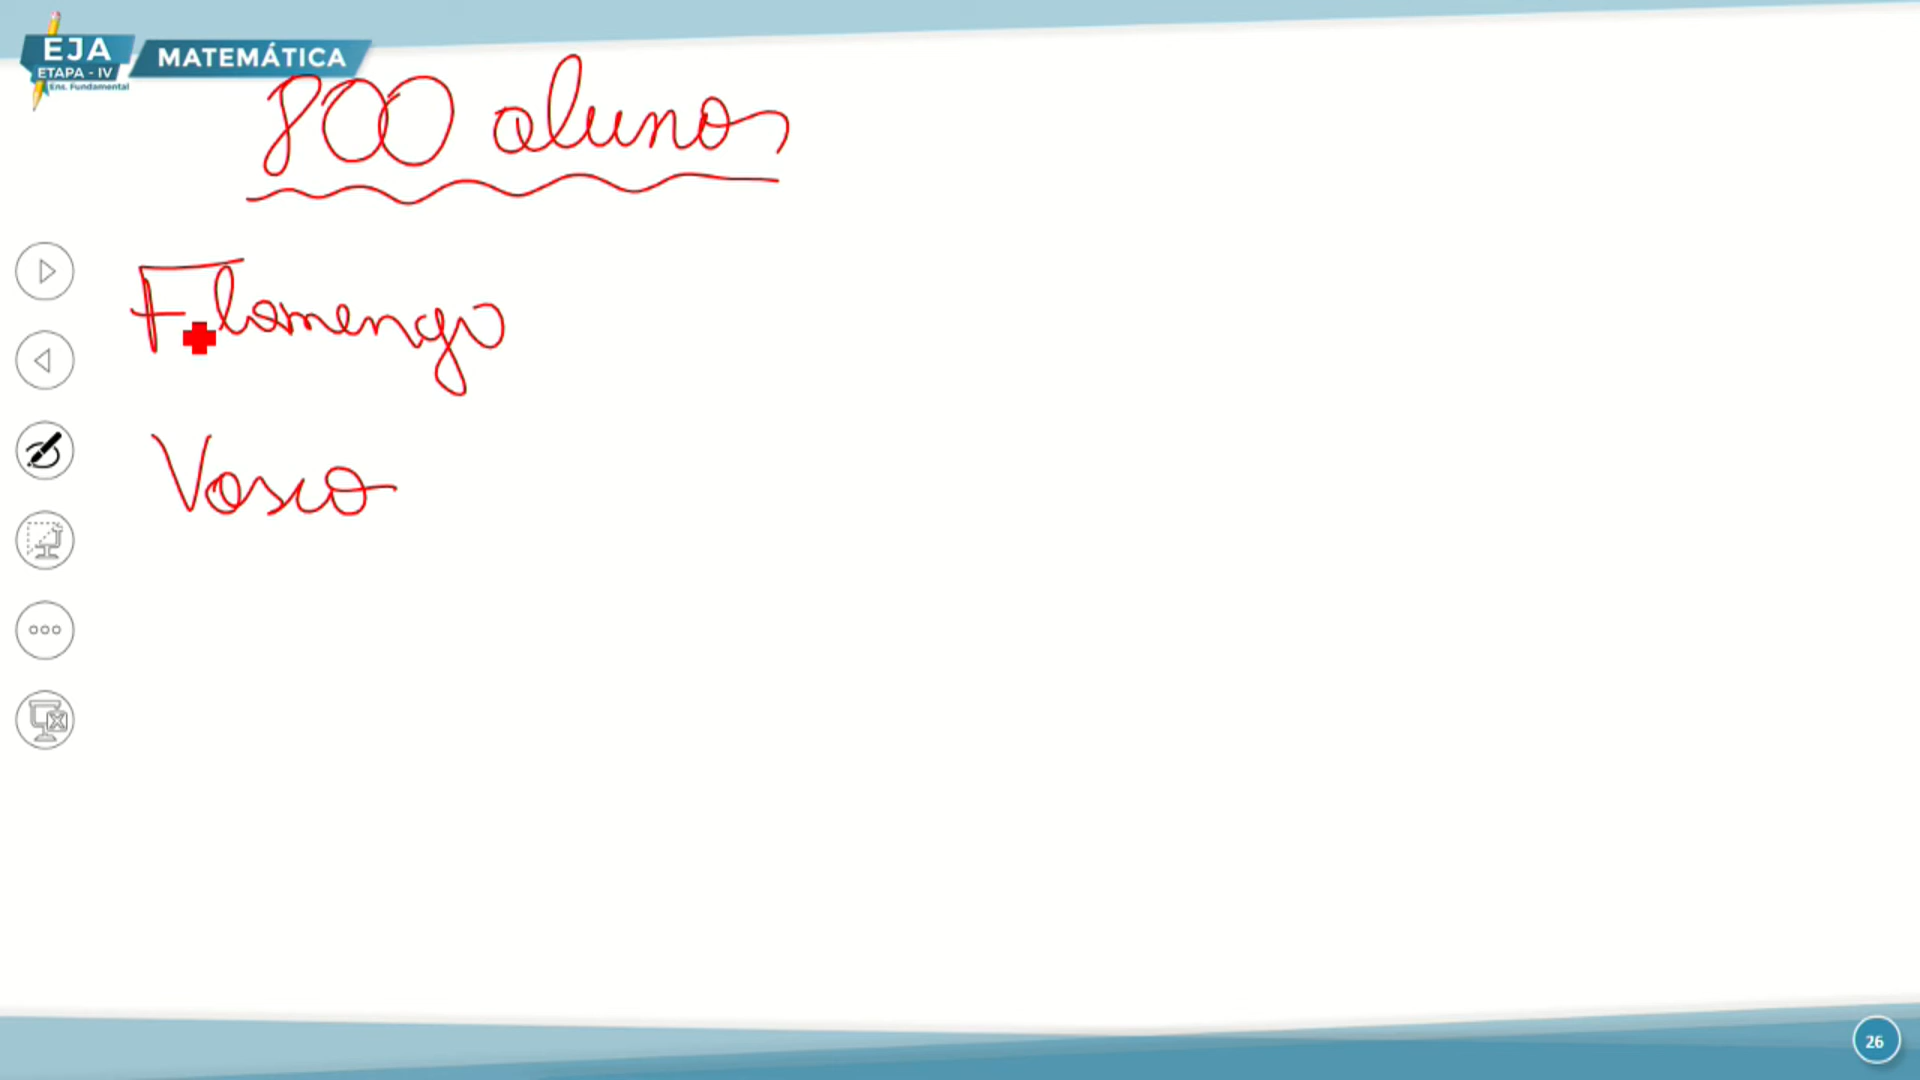 EJA
ETAPA - IV
Ens. Fundamental
MATEMÁTICA
800 alunos
Flamengo
Vasco
26